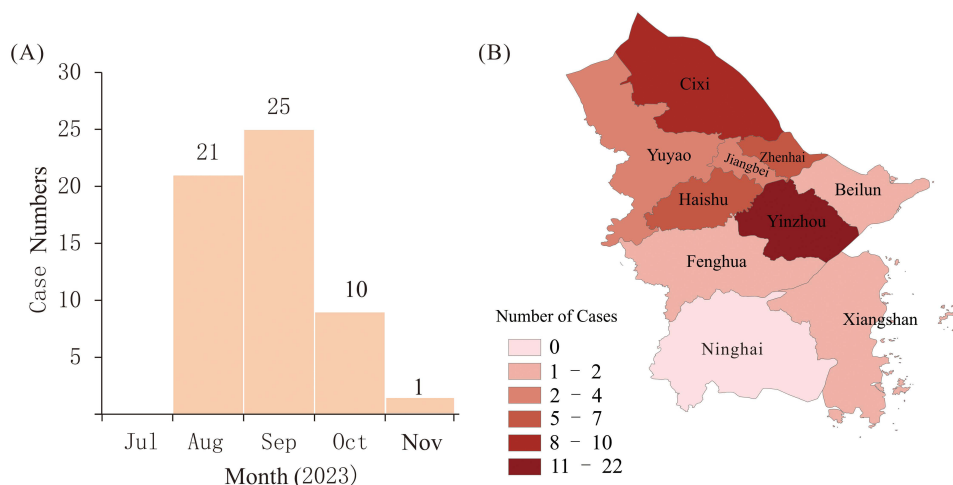 (A)
30
25
20
15
10
5
Case Numbers
21
25
10
1
Jul Aug Sep Oct Nov
Month (2023)
(B)
Cixi
Yuyao
Jiangbei
Zhenhai
Beilun
Haishu
Yinzhou
Fenghua
Xiangshan
Ninghai
Number of Cases
0
1 - 2
2 - 4
5 - 7
8 - 10
11 - 22